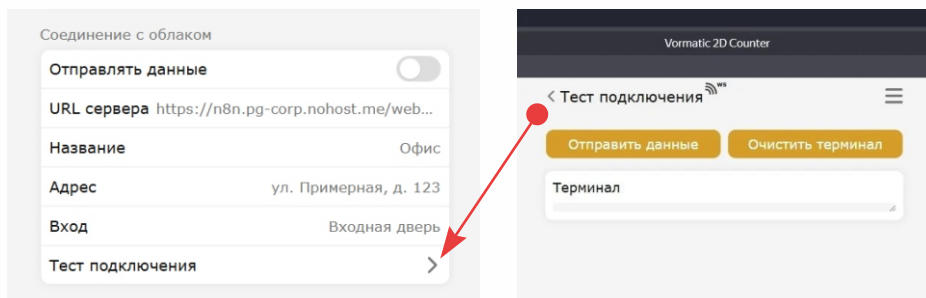 Соединение с облаком
Отправлять данные
URL сервера https://n8n.pg-corp.nohost.me/web...
Название Офис
Адрес ул. Примерная, д. 123
Вход Входная дверь
Тест подключения
Vormatic 2D Counter
Тест подключения ws
Отправить данные Очистить терминал
Терминал